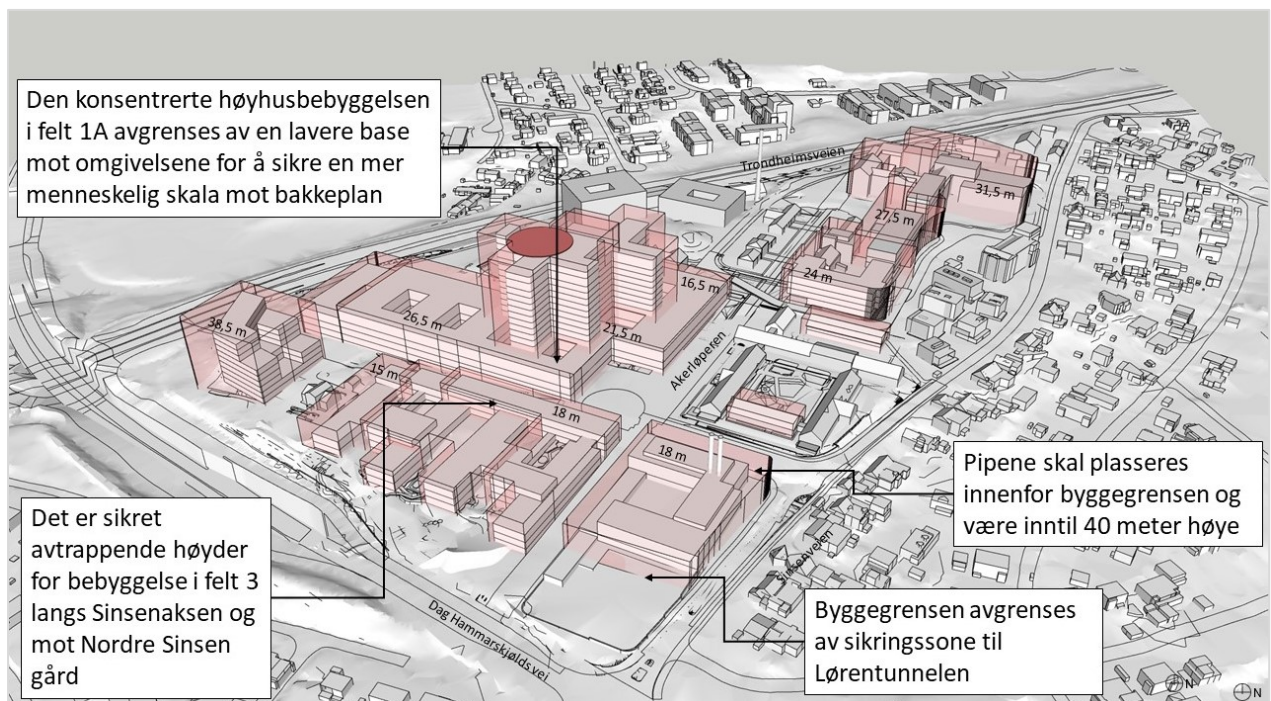 Den konsentrerte høyhusbebyggelsen
i felt 1A avgrenses av en lavere base
mot omgivelsene for å sikre en mer
menneskelig skala mot bakkeplan
Trondheimsveien
31,5 m
27,5 m
24 m
16,5 m
21,5 m
26,5 m
38,5 m
Akerløperen
15 m
18 m
18 m
Pipene skal plasseres
innenfor byggegrensen og
være inntil 40 meter høye
Det er sikret
avtrappende høyder
for bebyggelse i felt 3
langs Sinsenaksen og
mot Nordre Sinsen
gård
Dag Hammarskjølds vei
Byggegrensen avgrenses
av sikringssone til
Lørentunnelen
N
N